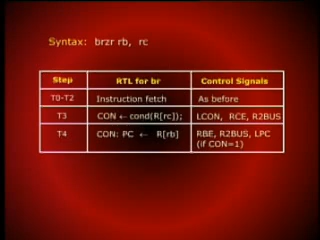 Syntax: brzr rb, rc
Step RTL for br Control Signals
T0-T2 Instruction fetch As before
T3 CON ← cond(R[rc]); LCON, RCE, R2BUS
T4 CON: PC ← R[rb] RBE, R2BUS, LPC
(if CON=1)